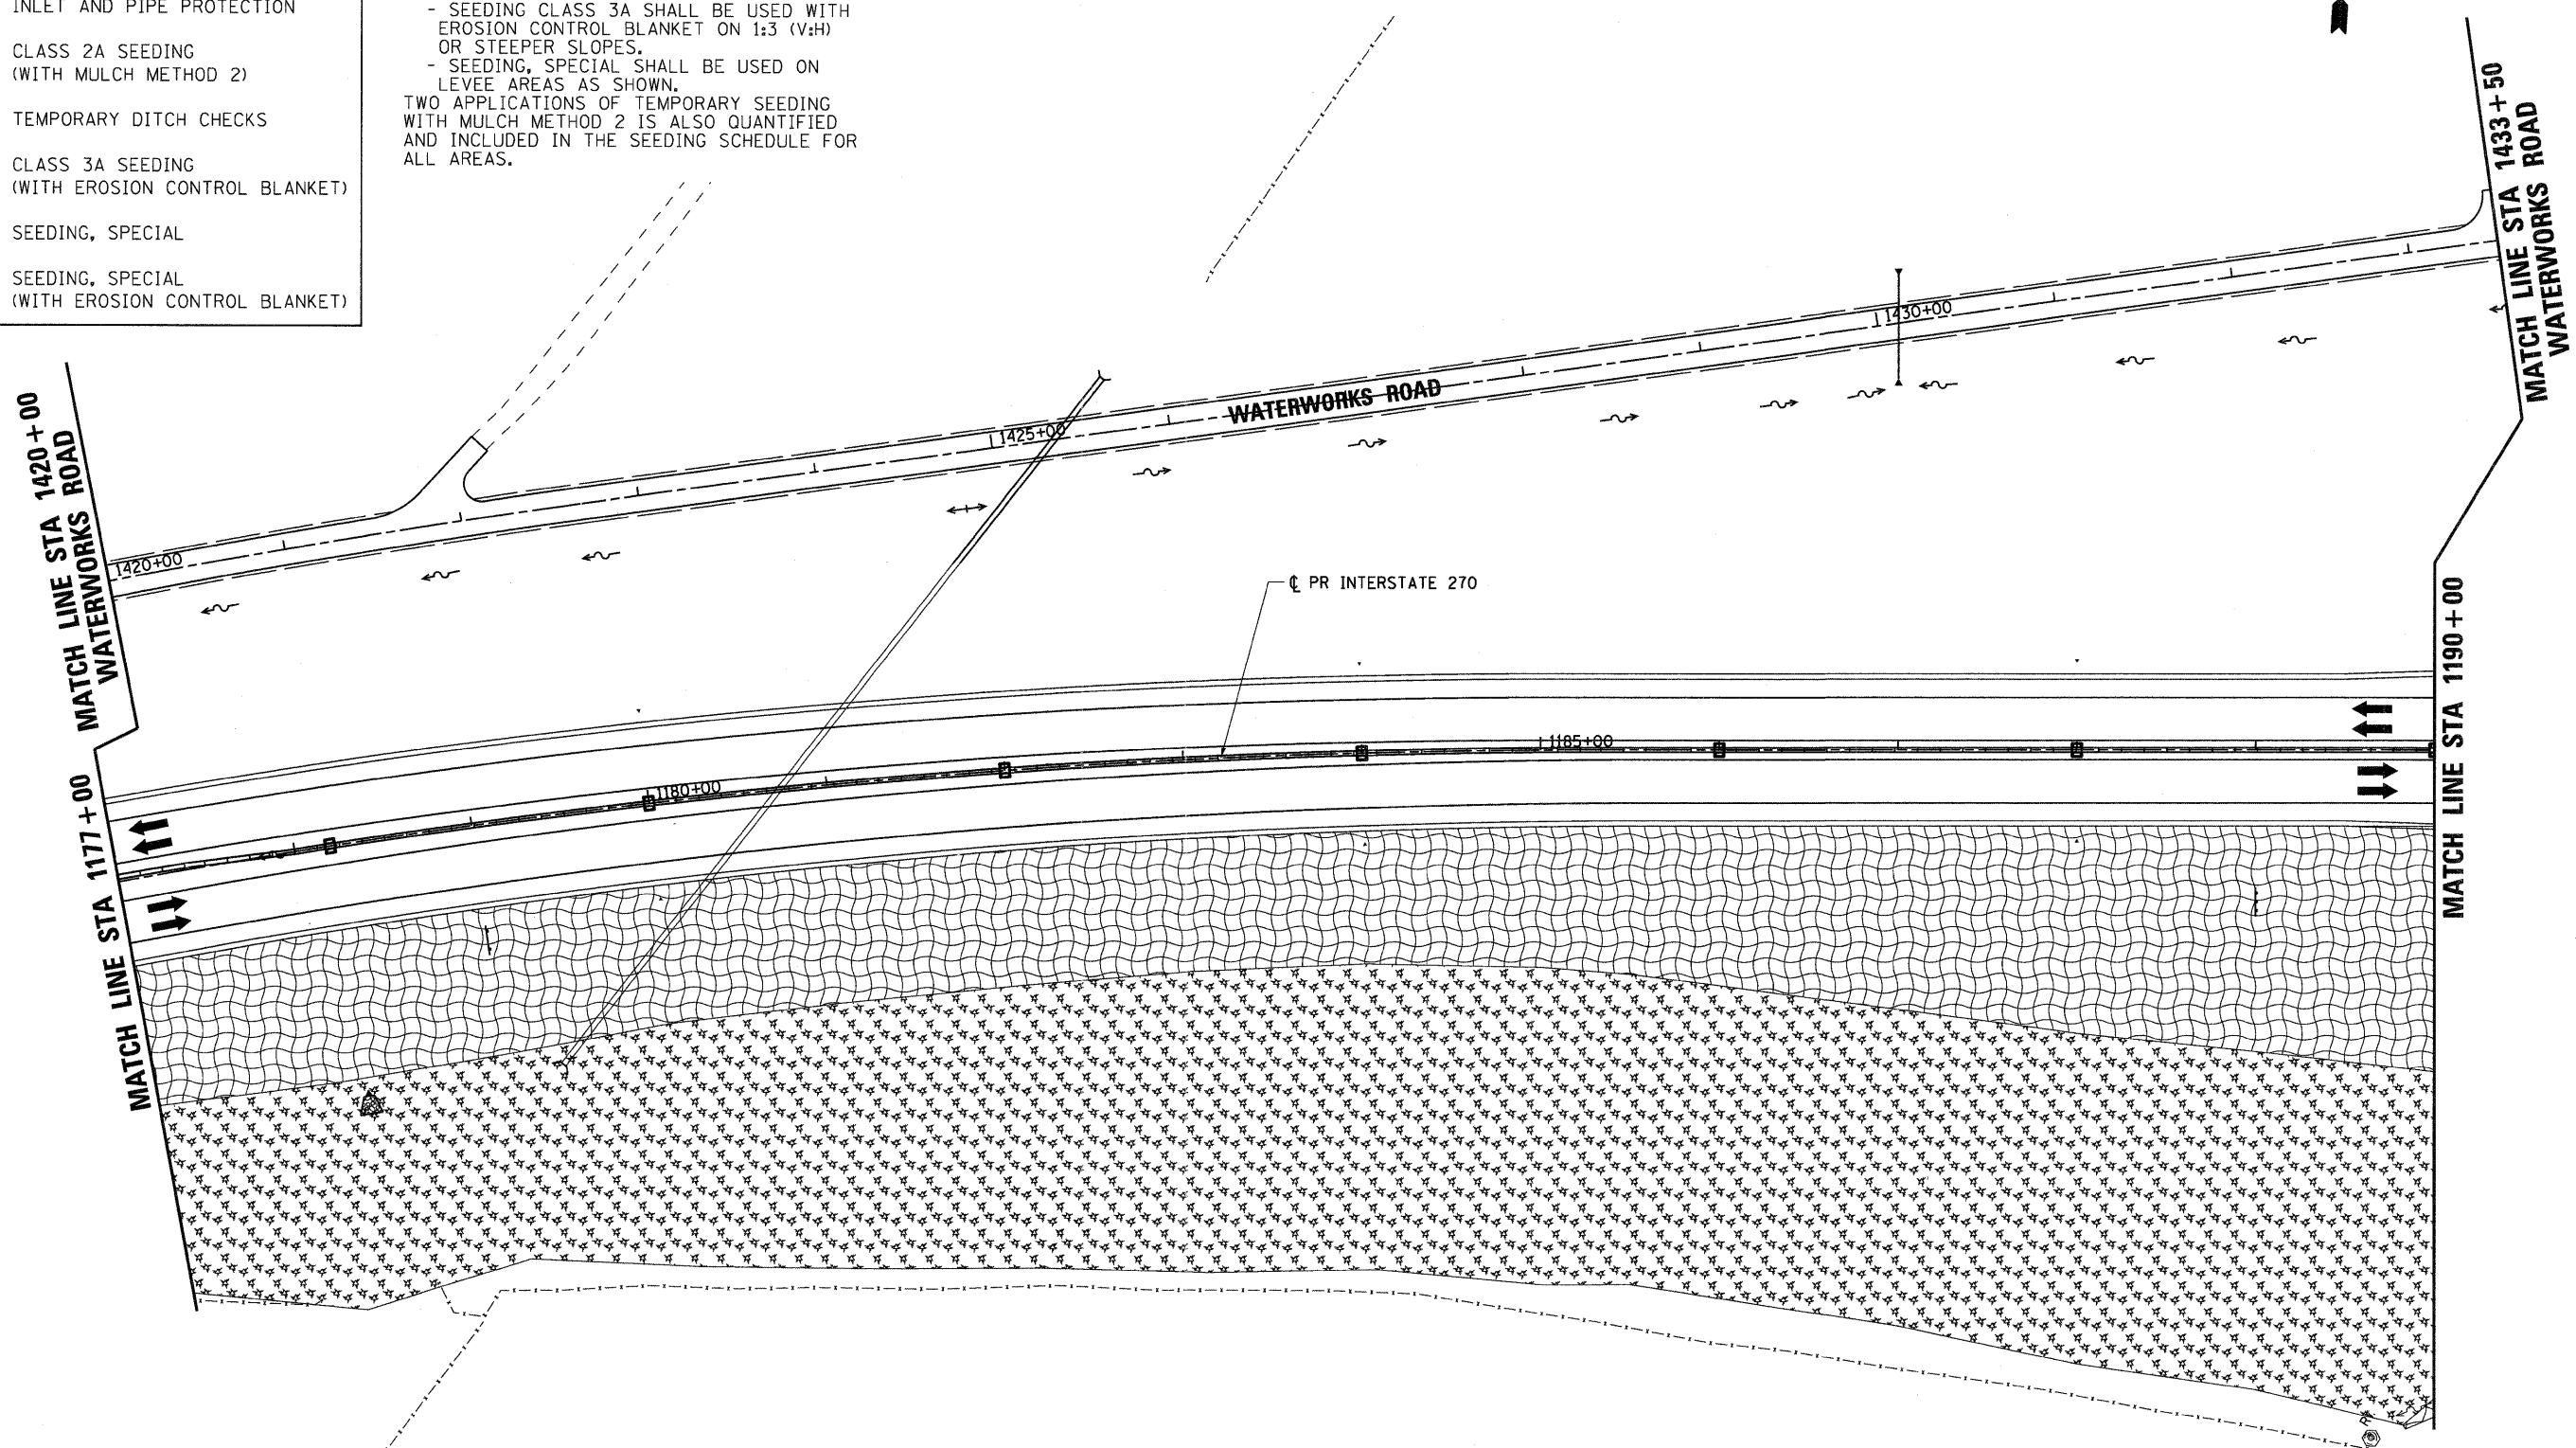 INLET AND PIPE PROTECTION
CLASS 2A SEEDING
(WITH MULCH METHOD 2)
TEMPORARY DITCH CHECKS
CLASS 3A SEEDING
(WITH EROSION CONTROL BLANKET)
SEEDING, SPECIAL
SEEDING, SPECIAL
(WITH EROSION CONTROL BLANKET)
- SEEDING CLASS 3A SHALL BE USED WITH
EROSION CONTROL BLANKET ON 1:3 (V:H)
OR STEEPER SLOPES.
- SEEDING, SPECIAL SHALL BE USED ON
LEVEE AREAS AS SHOWN.
TWO APPLICATIONS OF TEMPORARY SEEDING
WITH MULCH METHOD 2 IS ALSO QUANTIFIED
AND INCLUDED IN THE SEEDING SCHEDULE FOR
ALL AREAS.
MATCH LINE STA 1433+50
WATERWORKS ROAD
1430+00
WATERWORKS ROAD
1425+00
MATCH LINE STA 1420+00
WATERWORKS ROAD
1420+00
℄ PR INTERSTATE 270
MATCH LINE STA 1190+00
1185+00
1180+00
MATCH LINE STA 1177+00